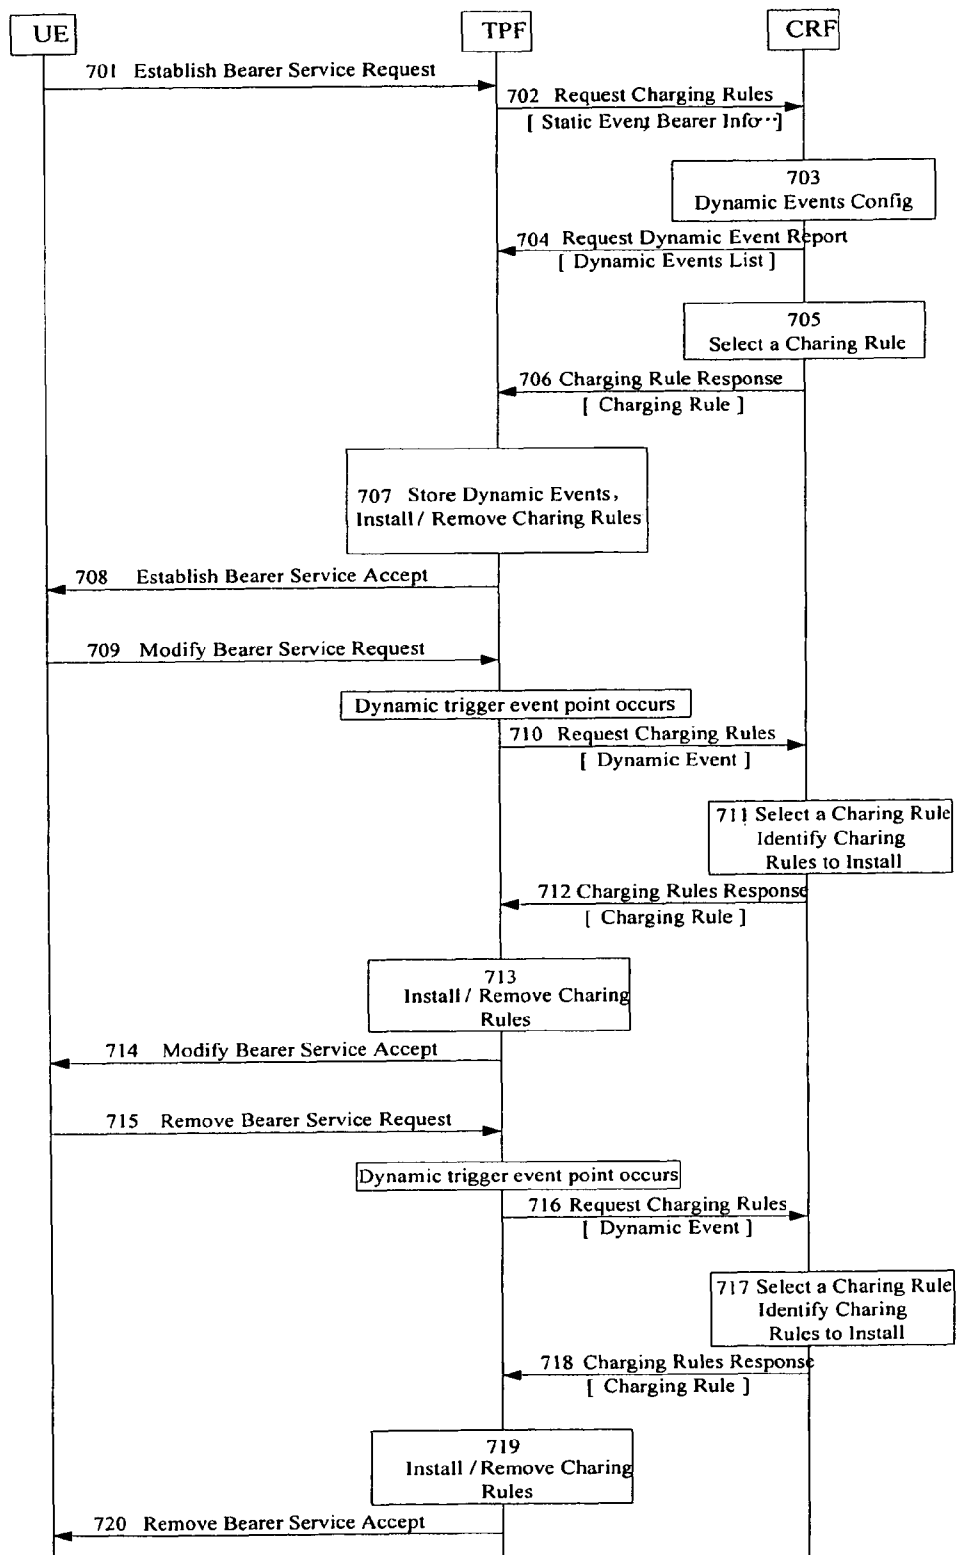 UE
TPF
CRF
701 Establish Bearer Service Request
702 Request Charging Rules
[ Static Event, Bearer Info··· ]
703
Dynamic Events Config
704 Request Dynamic Event Report
[ Dynamic Events List ]
705
Select a Charing Rule
706 Charging Rule Response
[ Charging Rule ]
707 Store Dynamic Events,
Install / Remove Charing Rules
708 Establish Bearer Service Accept
709 Modify Bearer Service Request
Dynamic trigger event point occurs
710 Request Charging Rules
[ Dynamic Event ]
711 Select a Charing Rule
Identify Charing
Rules to Install
712 Charging Rules Response
[ Charging Rule ]
713
Install / Remove Charing
Rules
714 Modify Bearer Service Accept
715 Remove Bearer Service Request
Dynamic trigger event point occurs
716 Request Charging Rules
[ Dynamic Event ]
717 Select a Charing Rule
Identify Charing
Rules to Install
718 Charging Rules Response
[ Charging Rule ]
719
Install / Remove Charing
Rules
720 Remove Bearer Service Accept